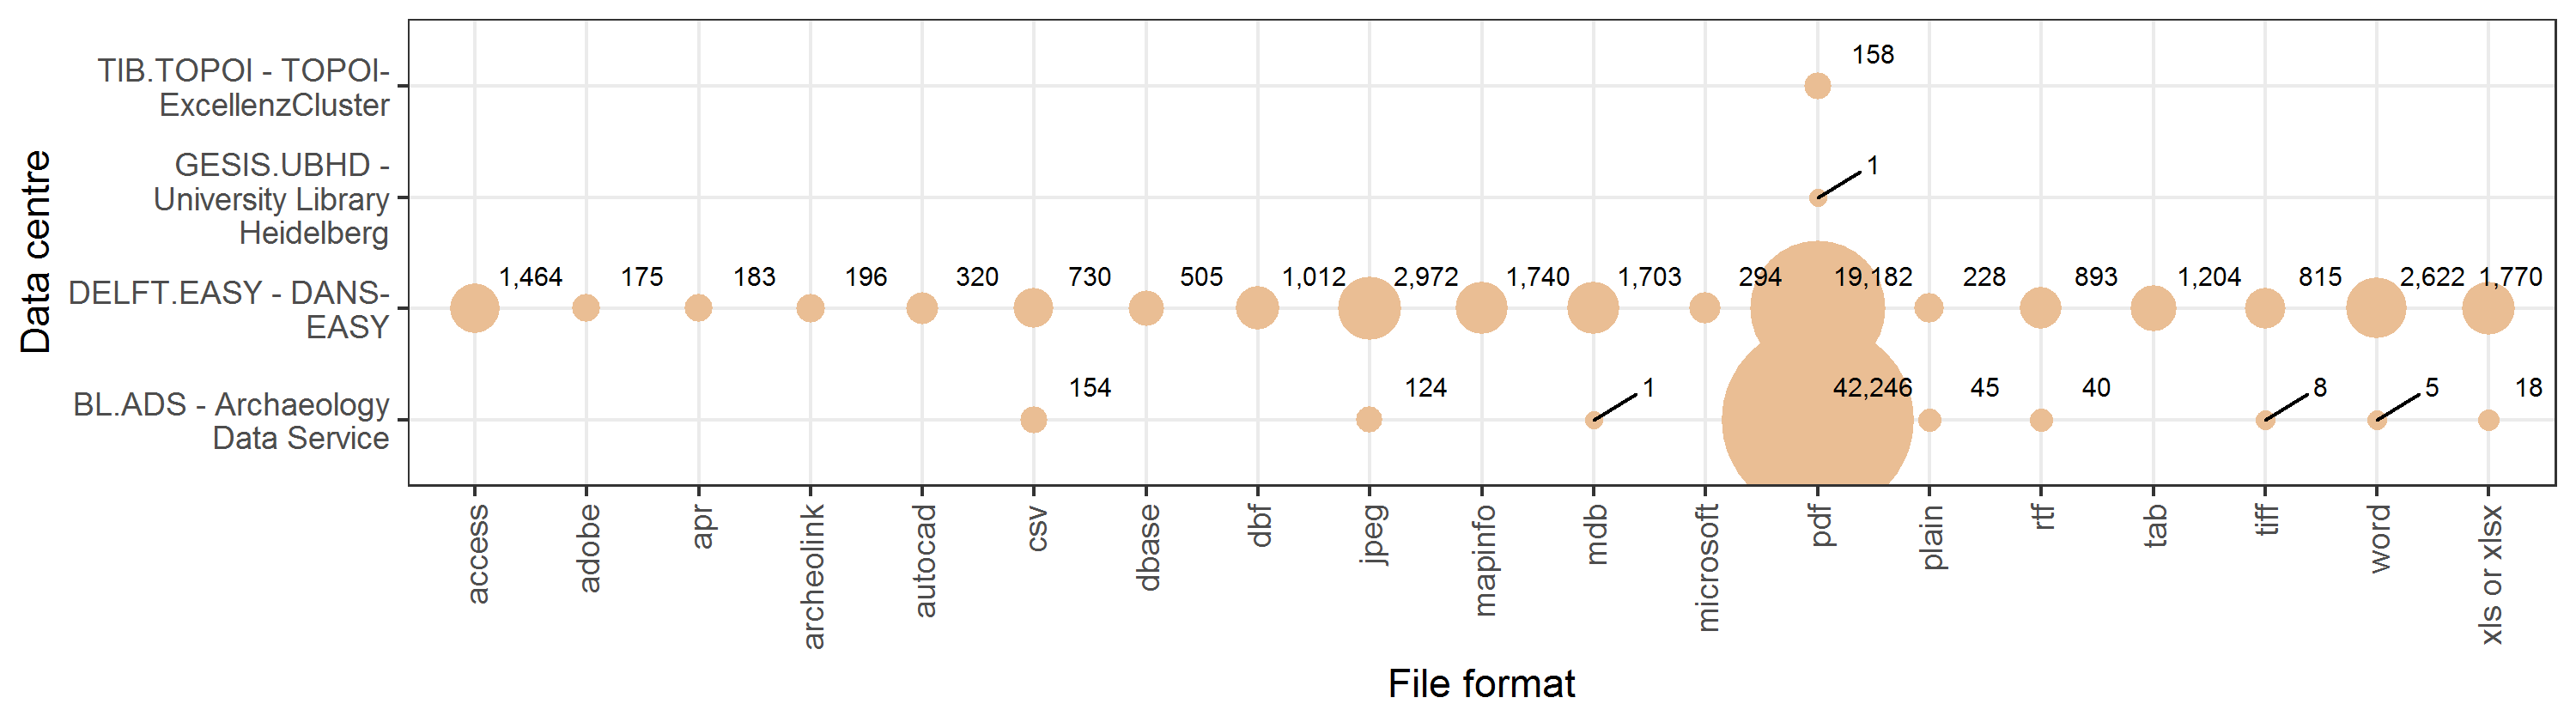 Data centre
TIB.TOPOI - TOPOI-
ExcellenzCluster
158
GESIS.UBHD -
University Library
Heidelberg
1
DELFT.EASY - DANS-
EASY
1,464 175 183 196 320 730 505 1,012 2,972 1,740 1,703 294 19,182 228 893 1,204 815 2,622 1,770
BL.ADS - Archaeology
Data Service
154 124 1 42,246 45 40 8 5 18
access adobe apr archeolink autocad csv dbase dbf jpeg mapinfo mdb microsoft pdf plain rtf tab tiff word xls or xlsx
File format